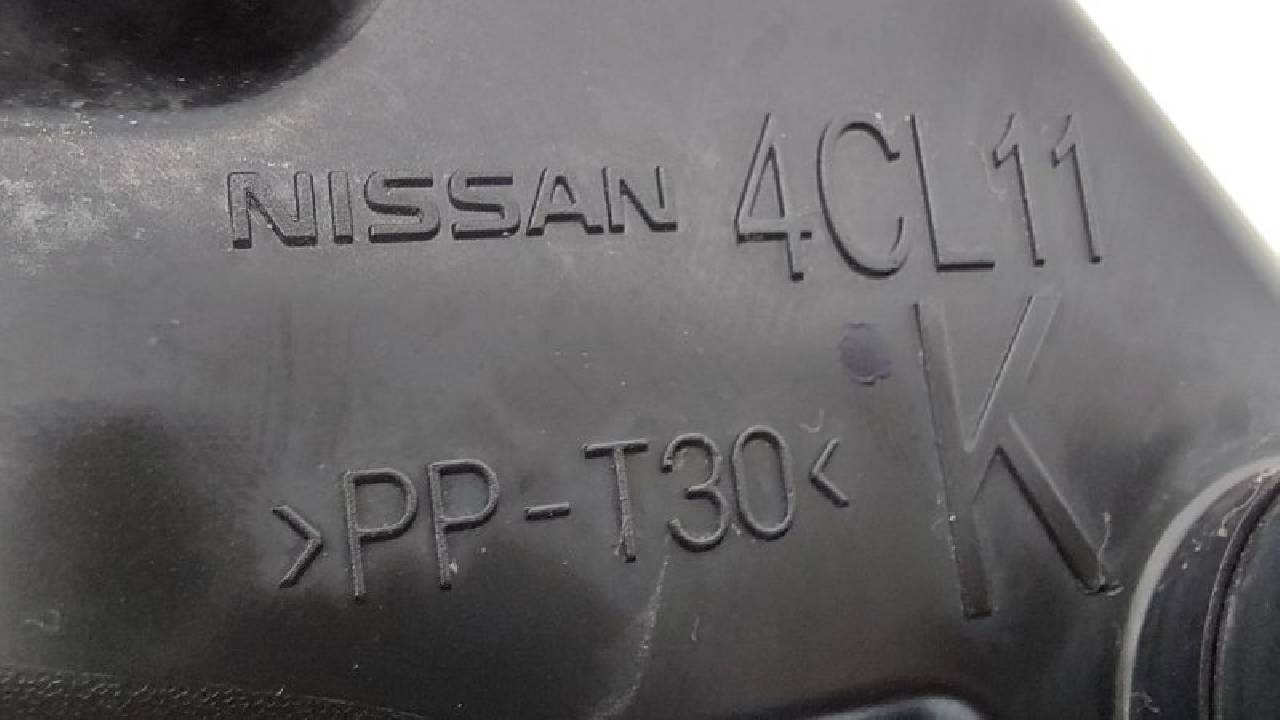 NISSAN 4CL11
K
>PP-T30<